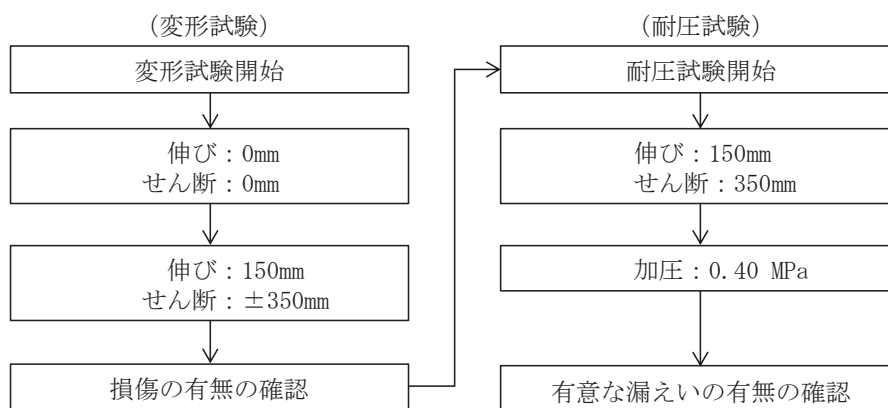 (変形試験)
変形試験開始
伸び：0mm
せん断：0mm
伸び：150mm
せん断：±350mm
損傷の有無の確認
(耐圧試験)
耐圧試験開始
伸び：150mm
せん断：350mm
加圧：0.40 MPa
有意な漏えいの有無の確認